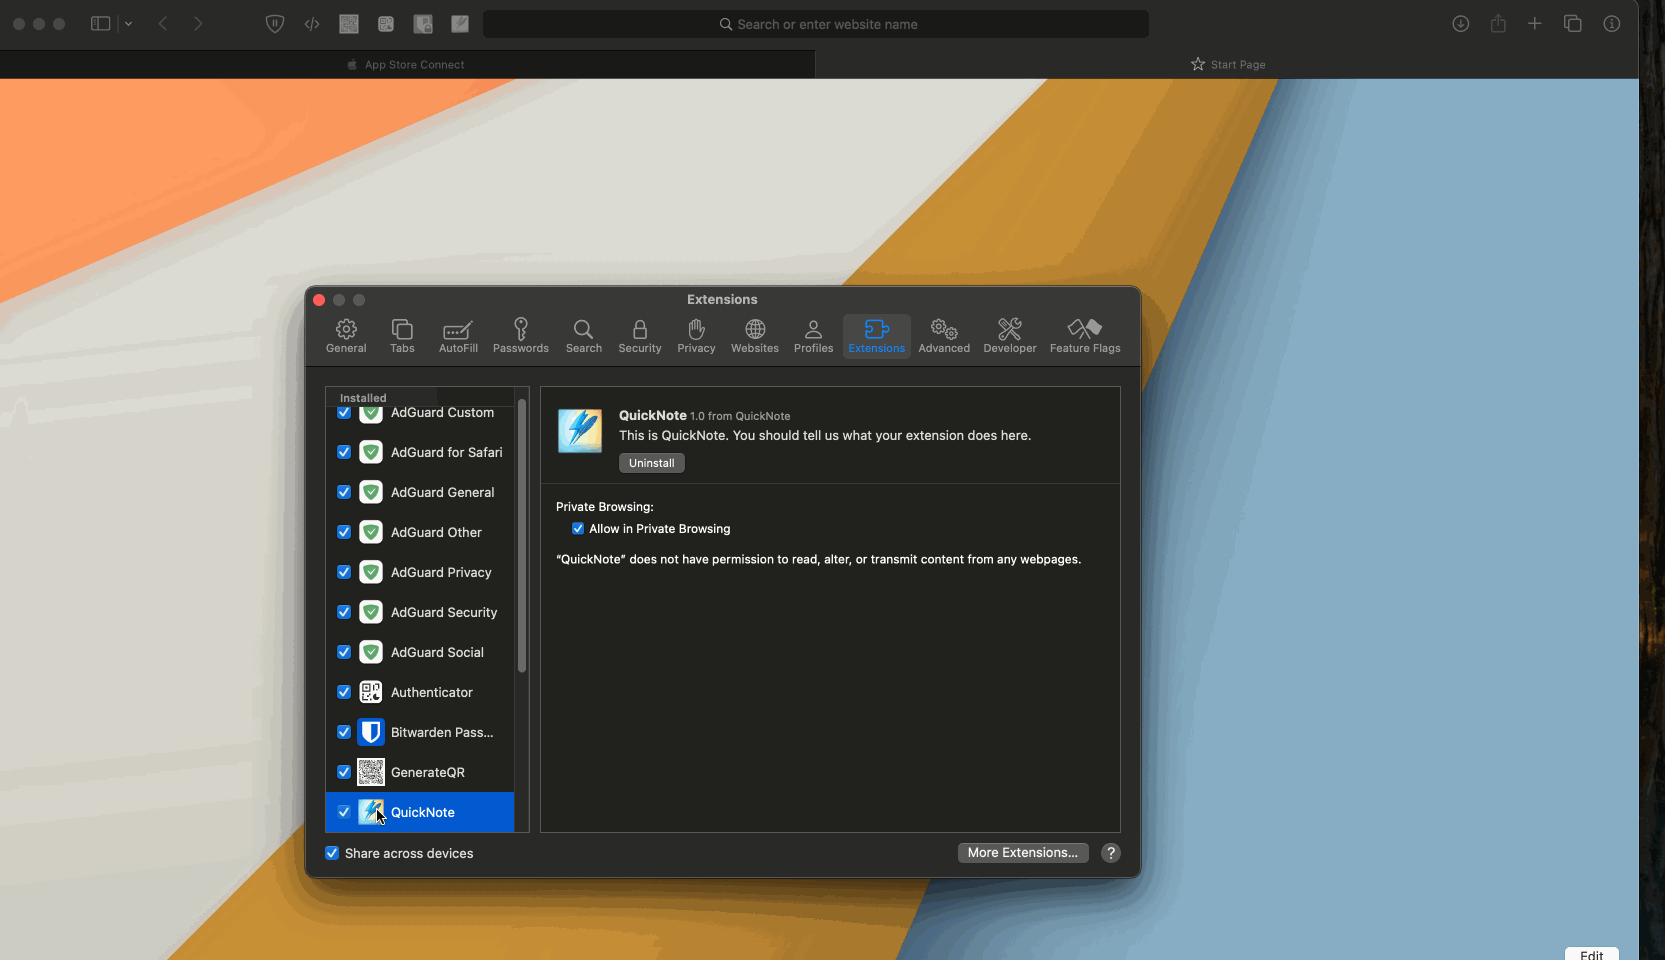 Search or enter website name
App Store Connect
Start Page
Extensions
General
Tabs
AutoFill
Passwords
Search
Security
Privacy
Websites
Profiles
Extensions
Advanced
Developer
Feature Flags
Installed
AdGuard Custom
AdGuard for Safari
AdGuard General
AdGuard Other
AdGuard Privacy
AdGuard Security
AdGuard Social
Authenticator
Bitwarden Pass...
GenerateQR
QuickNote
QuickNote 1.0 from QuickNote
This is QuickNote. You should tell us what your extension does here.
Uninstall
Private Browsing:
Allow in Private Browsing
“QuickNote” does not have permission to read, alter, or transmit content from any webpages.
Share across devices
More Extensions...
?
Edit